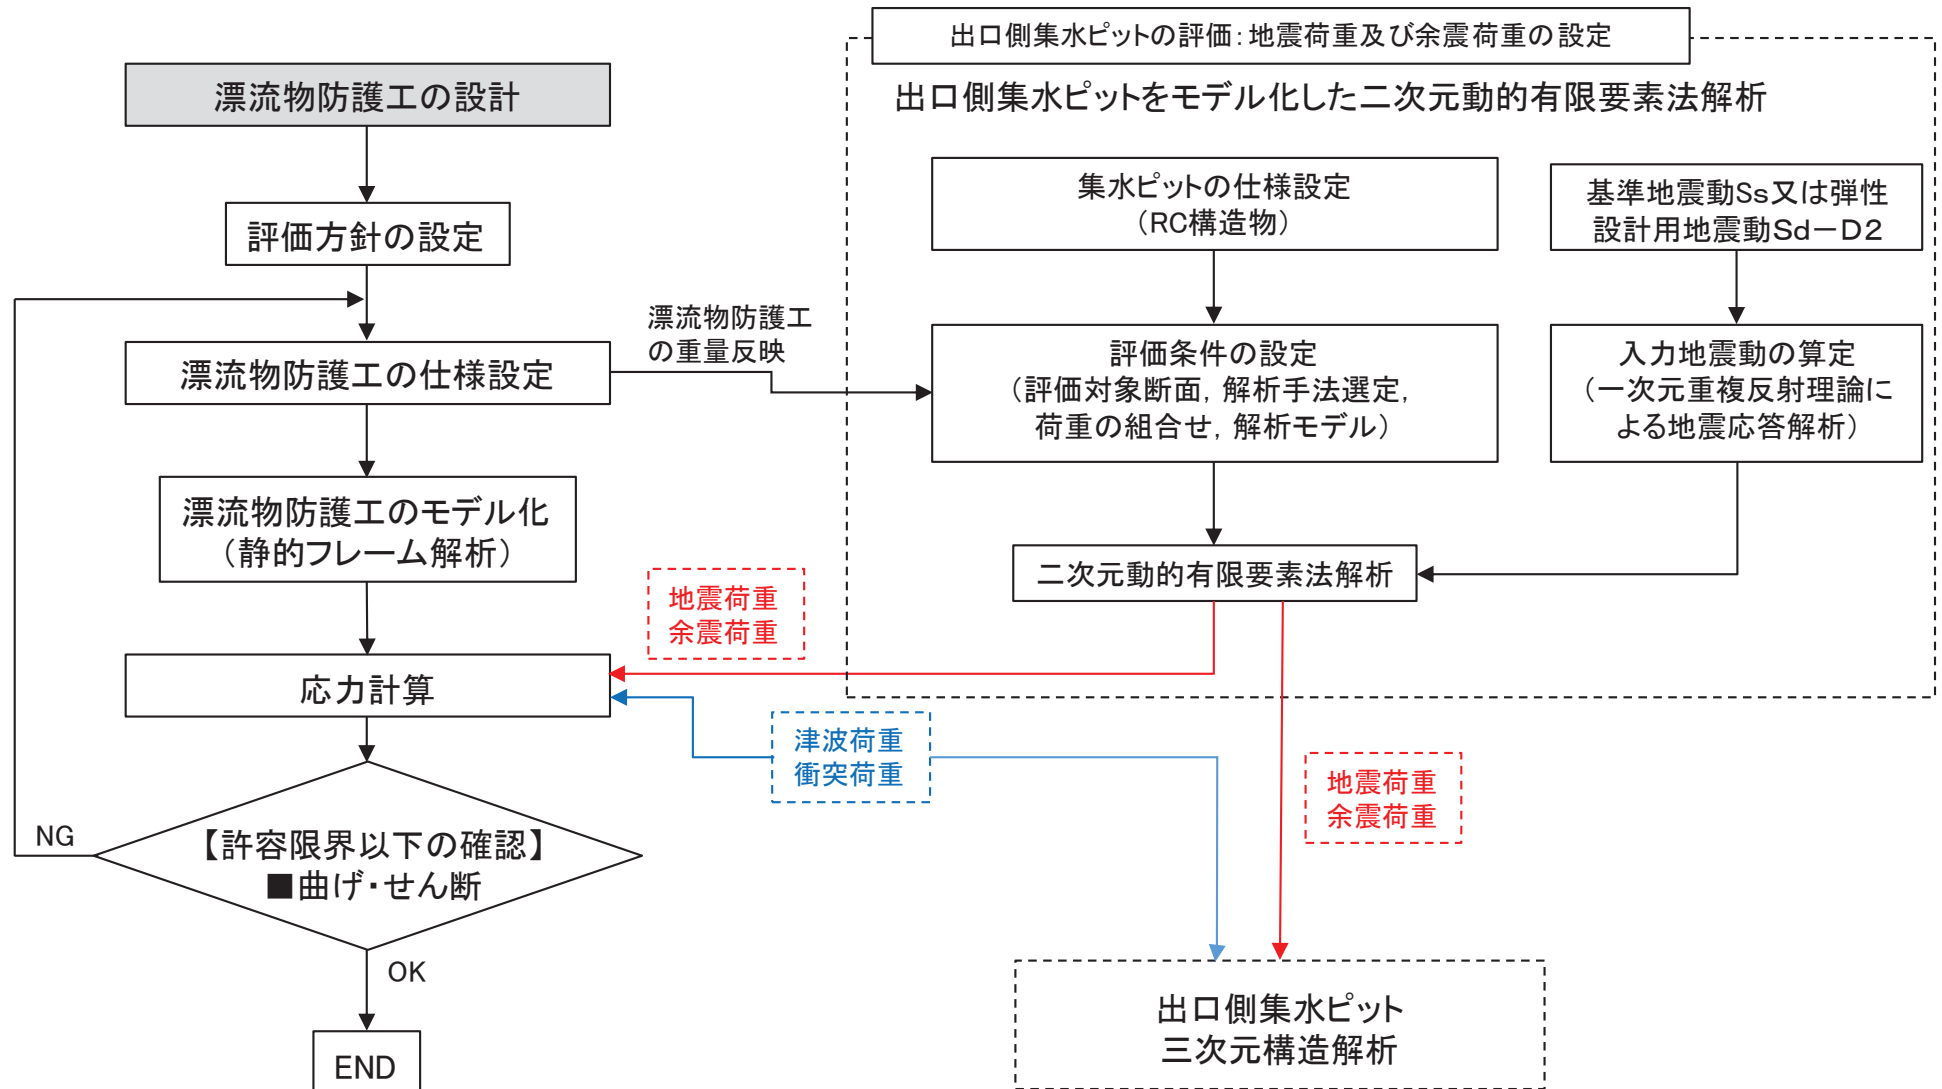 出口側集水ピットの評価：地震荷重及び余震荷重の設定
出口側集水ピットをモデル化した二次元動的有限要素法解析
漂流物防護工の設計
評価方針の設定
漂流物防護工の仕様設定
漂流物防護工
の重量反映
漂流物防護工のモデル化
（静的フレーム解析）
応力計算
【許容限界以下の確認】
■曲げ・せん断
NG
OK
END
集水ピットの仕様設定
（RC構造物）
基準地震動Ss又は弾性
設計用地震動Sd－D2
評価条件の設定
（評価対象断面，解析手法選定，
荷重の組合せ，解析モデル）
入力地震動の算定
（一次元重複反射理論に
よる地震応答解析）
二次元動的有限要素法解析
地震荷重
余震荷重
津波荷重
衝突荷重
地震荷重
余震荷重
出口側集水ピット
三次元構造解析